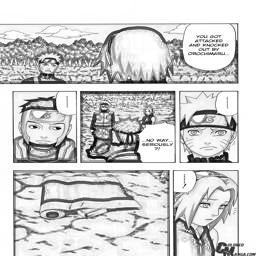 YOU GOT
ATTACKED
AND KNOCKED
OUT BY
OROCHIMARU...
...NO WAY...
SERIOUSLY
?!